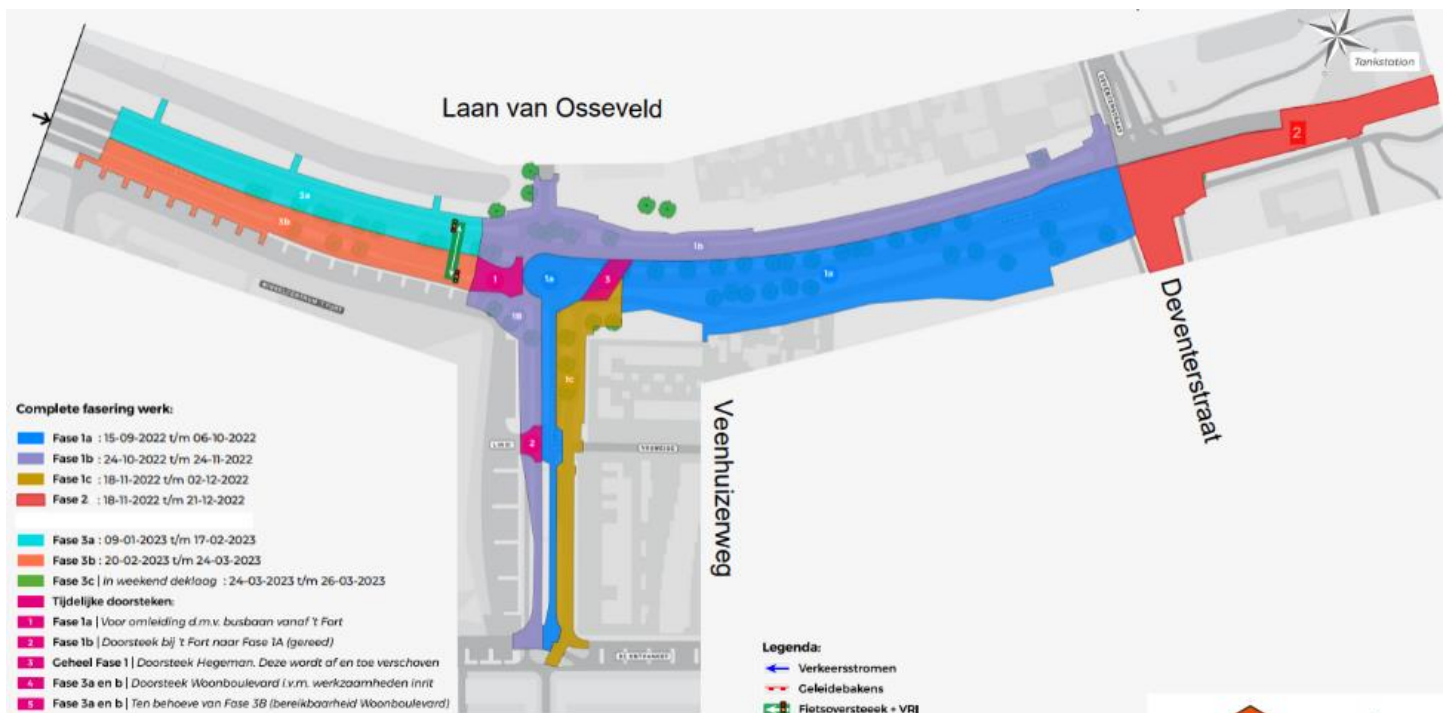 Tankstation
Laan van Osseveld
2
3a
3b
1b
1a
1
1a
3
1B
WINKELCENTRUM 'T FORT
1c
2
Deventerstraat
Veenhuizerweg
Complete fasering werk:
Fase 1a : 15-09-2022 t/m 06-10-2022
Fase 1b : 24-10-2022 t/m 24-11-2022
Fase 1c : 18-11-2022 t/m 02-12-2022
Fase 2 : 18-11-2022 t/m 21-12-2022
Fase 3a : 09-01-2023 t/m 17-02-2023
Fase 3b : 20-02-2023 t/m 24-03-2023
Fase 3c | in weekend deklaag : 24-03-2023 t/m 26-03-2023
Tijdelijke doorsteken:
1 Fase 1a | Voor omleiding d.m.v. busbaan vanaf 't Fort
2 Fase 1b | Doorsteek bij 't Fort naar Fase 1A (gereed)
3 Geheel Fase 1 | Doorsteek Hegeman. Deze wordt af en toe verschoven
4 Fase 3a en b | Doorsteek Woonboulevard i.v.m. werkzaamheden inrit
5 Fase 3a en b | Ten behoeve van Fase 3B (bereikbaarheid Woonboulevard)
Legenda:
Verkeersstromen
Geleidebakens
Fietsoversteeek + VRI